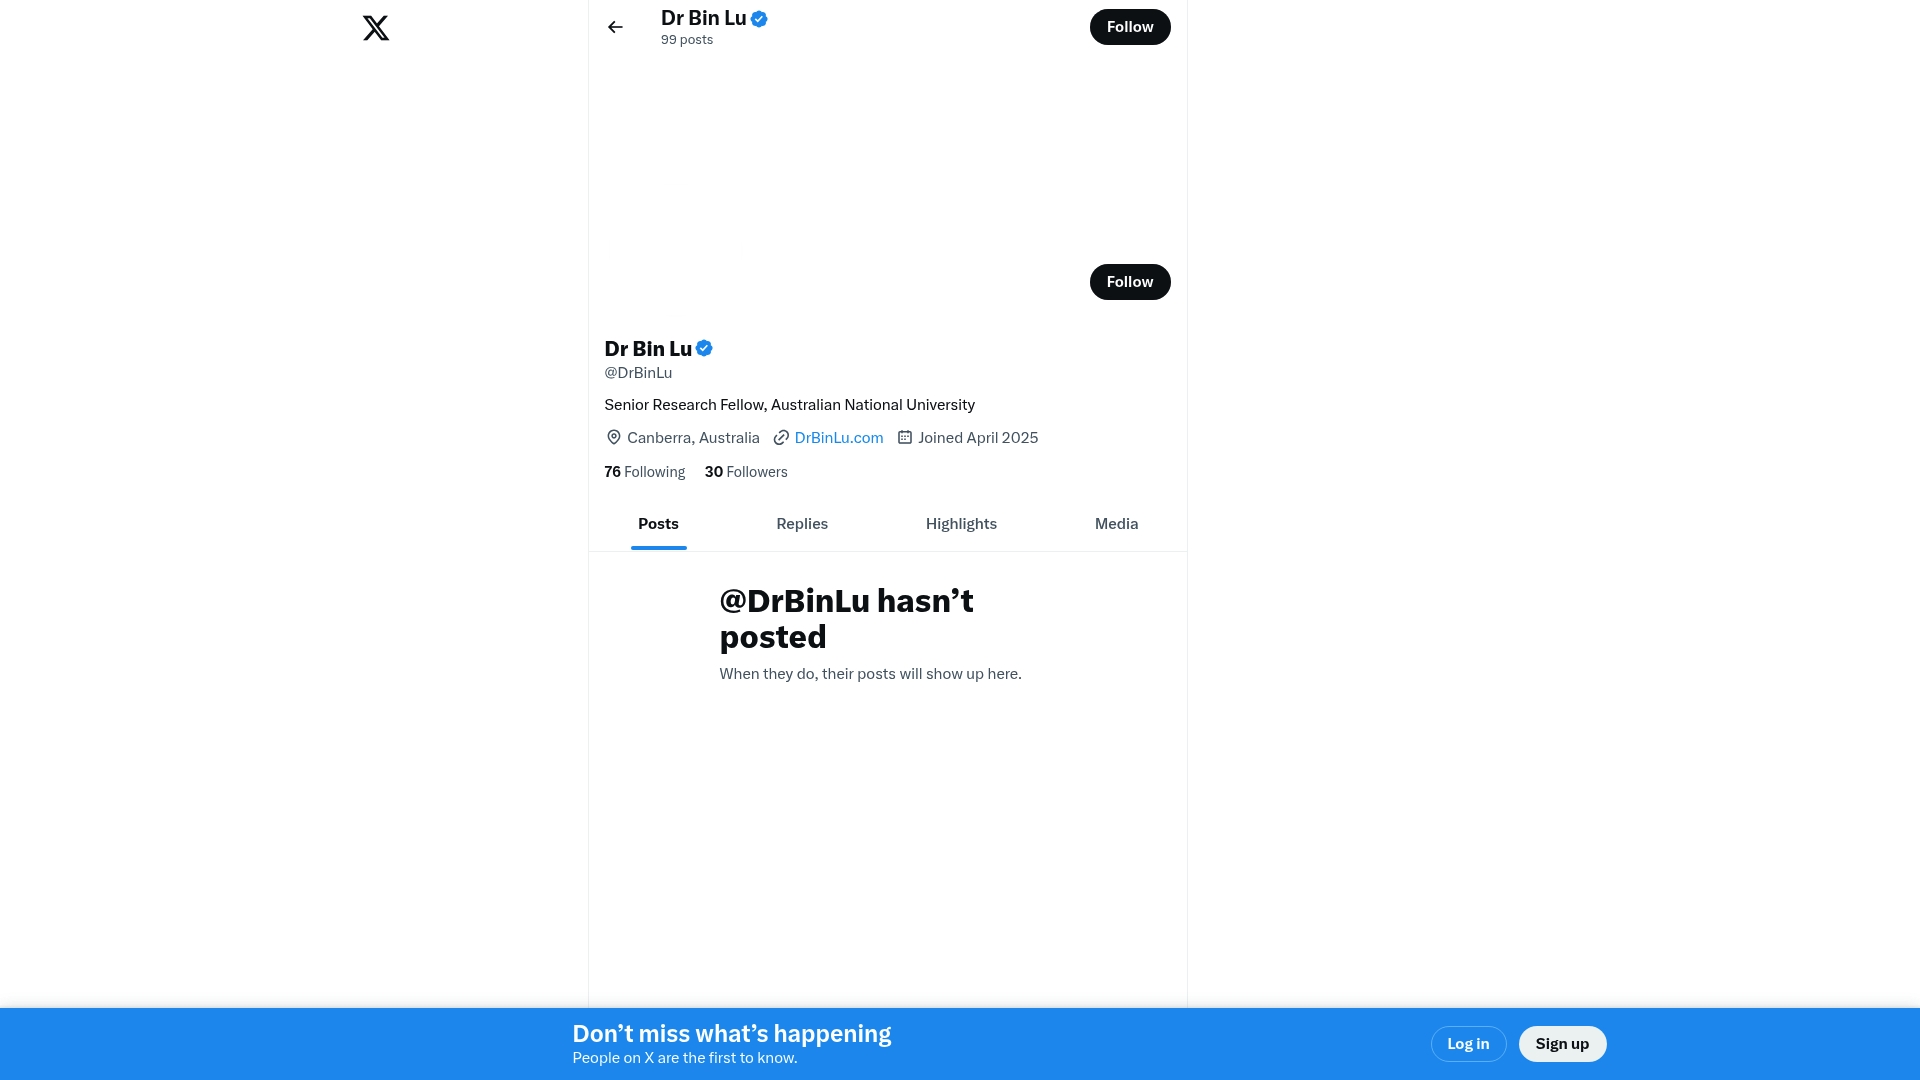 Dr Bin Lu
99 posts
Follow
Follow
Dr Bin Lu
@DrBinLu
Senior Research Fellow, Australian National University
Canberra, Australia DrBinLu.com Joined April 2025
76 Following 30 Followers
Posts Replies Highlights Media
@DrBinLu hasn’t
posted
When they do, their posts will show up here.
Don’t miss what’s happening
People on X are the first to know.
Log in Sign up